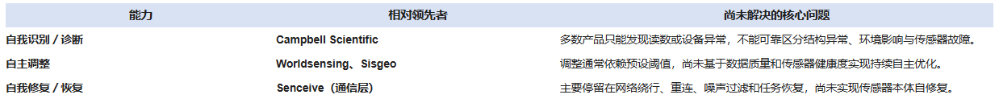 能力 相对领先者 尚未解决的核心问题
自我识别 / 诊断 Campbell Scientific 多数产品只能发现读数或设备异常，不能可靠区分结构异常、环境影响与传感器故障。
自主调整 Worldsensing、Sisgeo 调整通常依赖预设阈值，尚未基于数据质量和传感器健康度实现持续自主优化。
自我修复 / 恢复 Senceive（通信层） 主要停留在网络绕行、重连、噪声过滤和任务恢复，尚未实现传感器本体自修复。